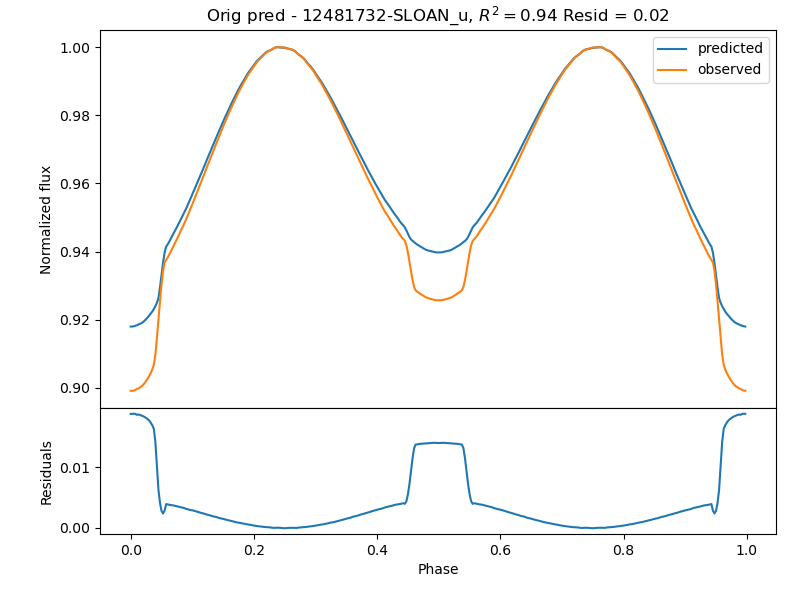 Orig pred - 12481732-SLOAN_u, R² = 0.94 Resid = 0.02
predicted
observed
Normalized flux
1.00
0.98
0.96
0.94
0.92
0.90
Residuals
0.01
0.00
0.0
0.2
0.4
0.6
0.8
1.0
Phase